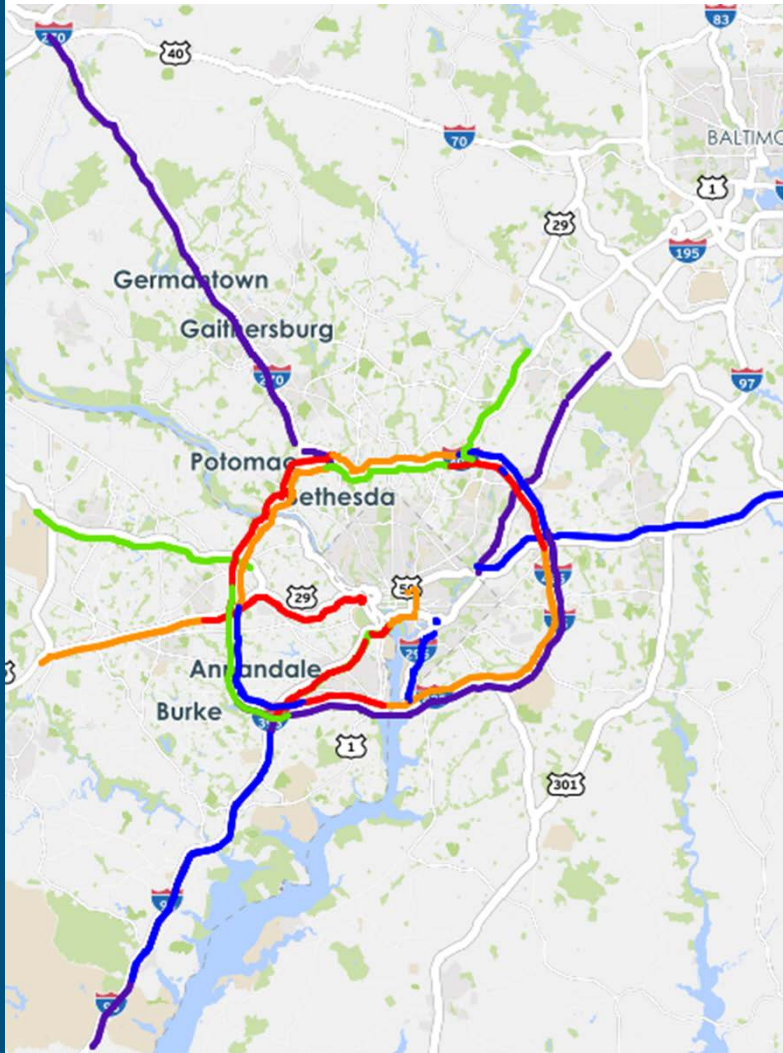 83
270
40
70
BALTIMO
1
29
195
Germantown
Gaithersburg
270
97
Potomac
Bethesda
29
50
295
Annandale
Burke
1
301
95